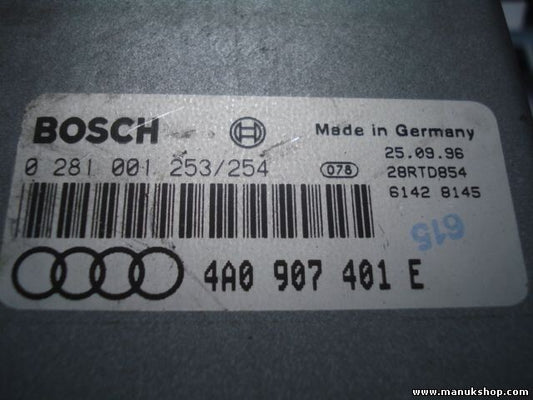 BOSCH
Made in Germany
0 281 001 253/254
078
25.09.96
28RTD854
6142 8145
615
4A0 907 401 E
www.manukshop.com